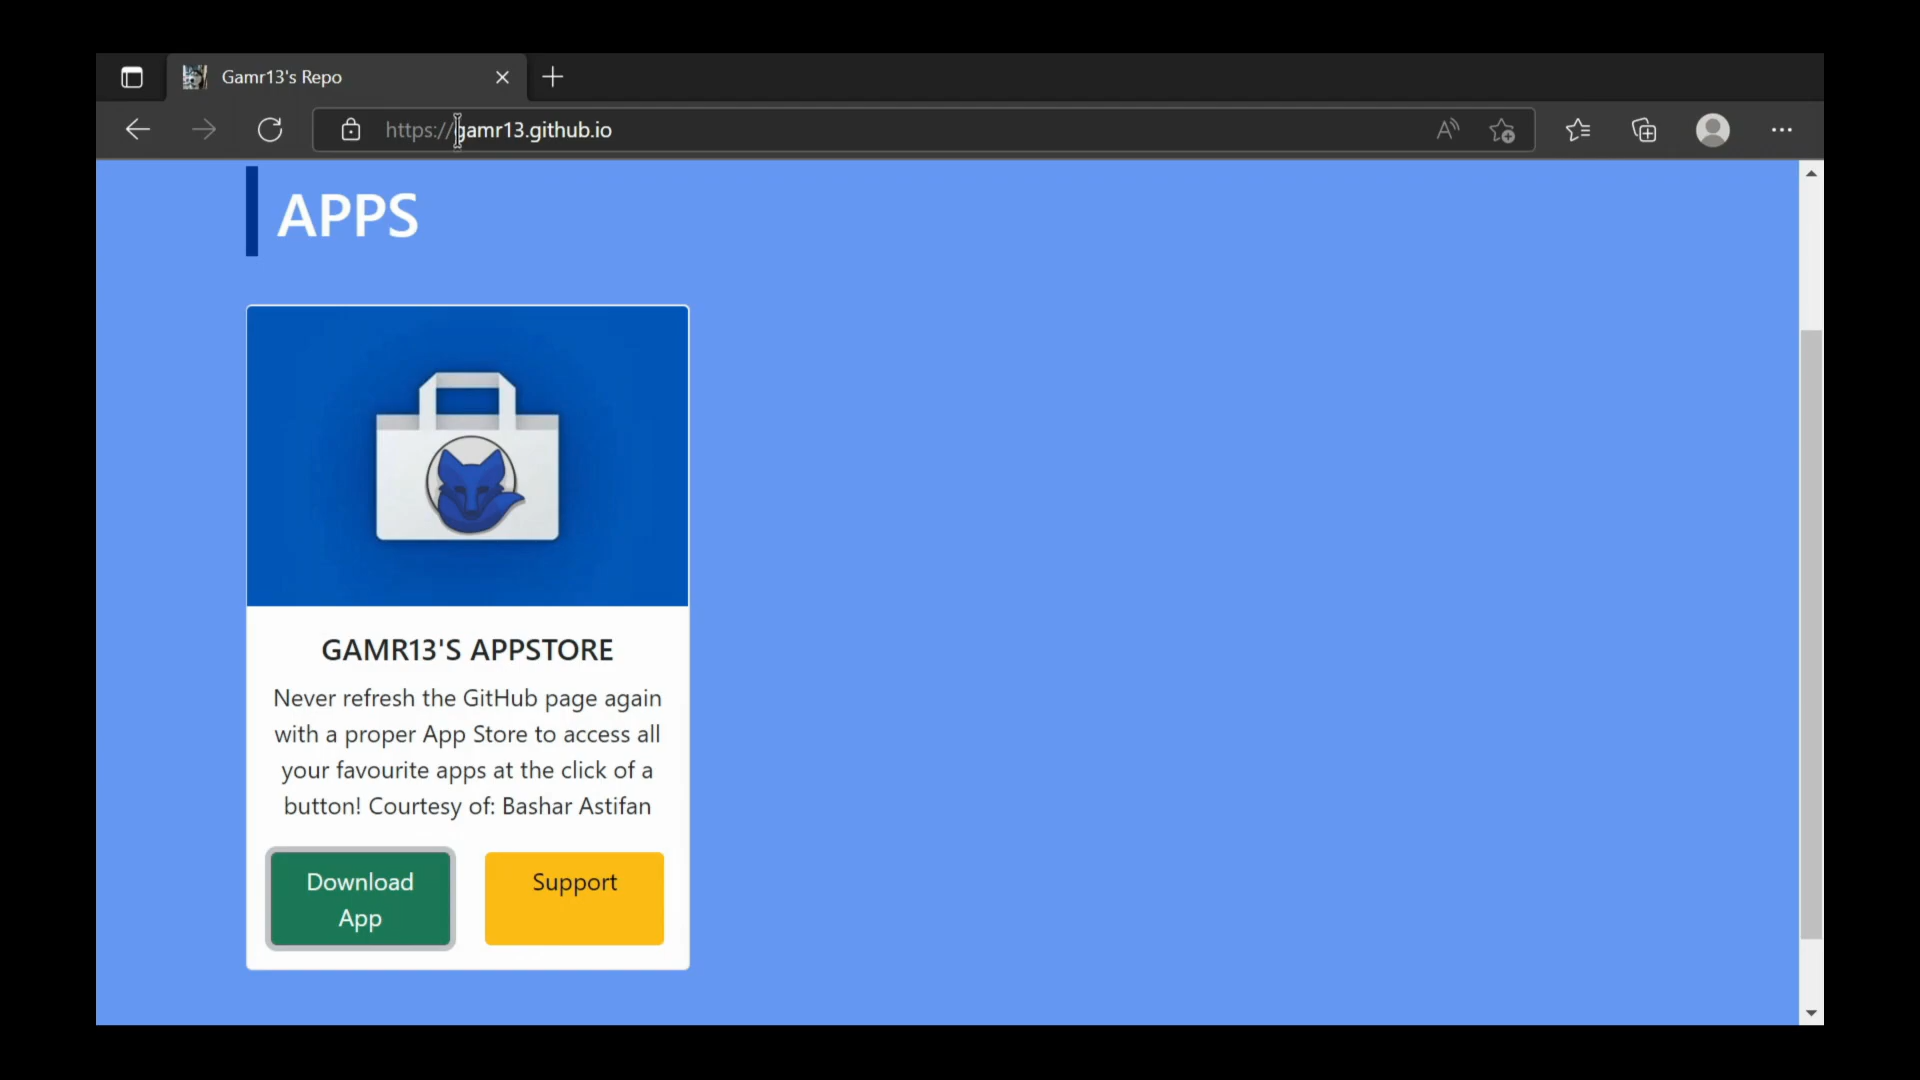 Gamr13's Repo
https://gamr13.github.io
APPS
GAMR13'S APPSTORE
Never refresh the GitHub page again
with a proper App Store to access all
your favourite apps at the click of a
button! Courtesy of: Bashar Astifan
Download
App
Support